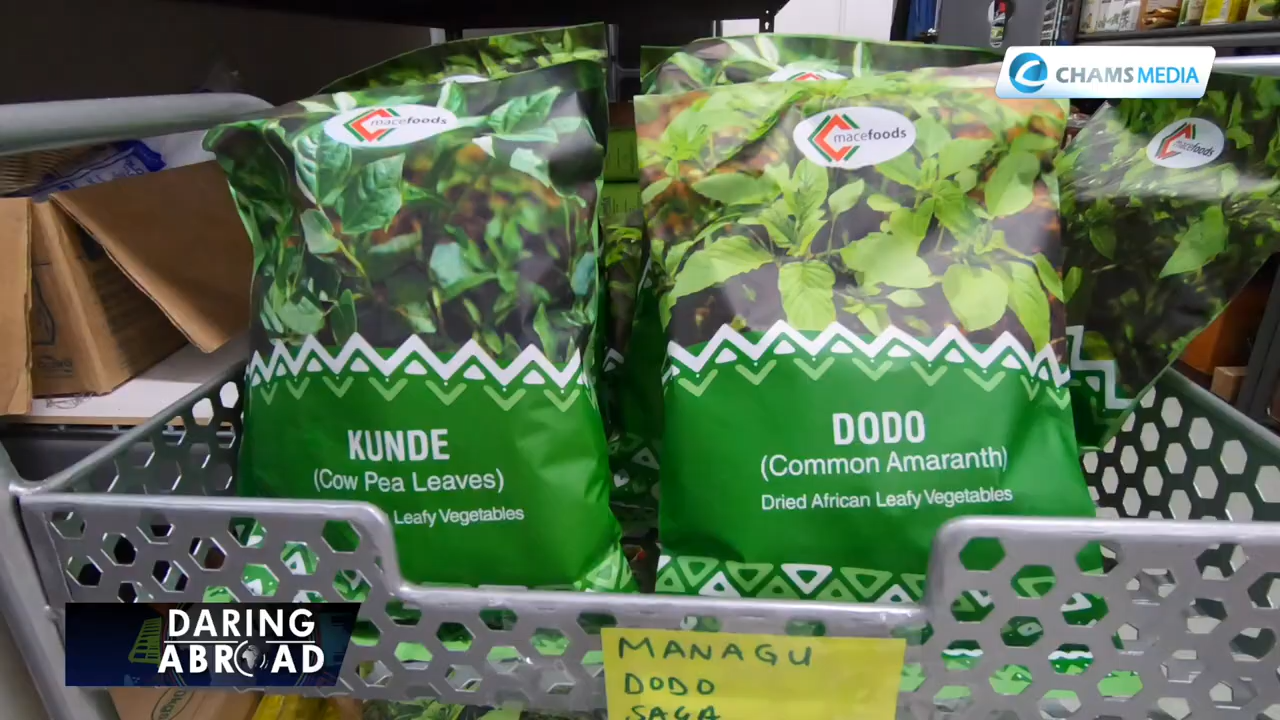 CHAMS MEDIA
macefoods
macefoods
macefoods
KUNDE
(Cow Pea Leaves)
Leafy Vegetables
DODO
(Common Amaranth)
Dried African Leafy Vegetables
DARING
ABROAD
MANAGU
DODO
SAGA